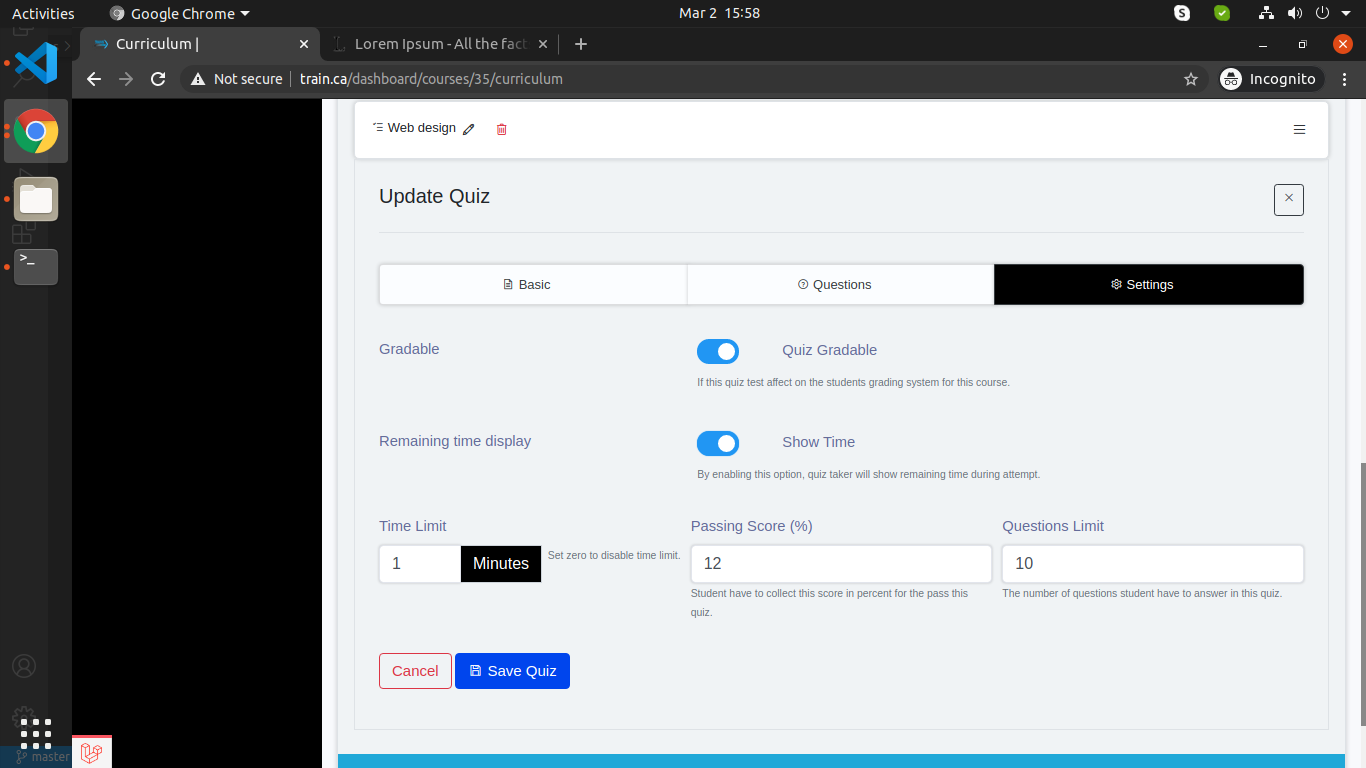 Activities
Google Chrome
Mar 2 15:58
Curriculum |
Lorem Ipsum - All the fact
Not secure
train.ca/dashboard/courses/35/curriculum
Incognito
Web design
Update Quiz
Basic
Questions
Settings
Gradable
Quiz Gradable
If this quiz test affect on the students grading system for this course.
Remaining time display
Show Time
By enabling this option, quiz taker will show remaining time during attempt.
Time Limit
Passing Score (%)
Questions Limit
1
Minutes
Set zero to disable time limit.
12
10
Student have to collect this score in percent for the pass this
quiz.
The number of questions student have to answer in this quiz.
Cancel
Save Quiz
master